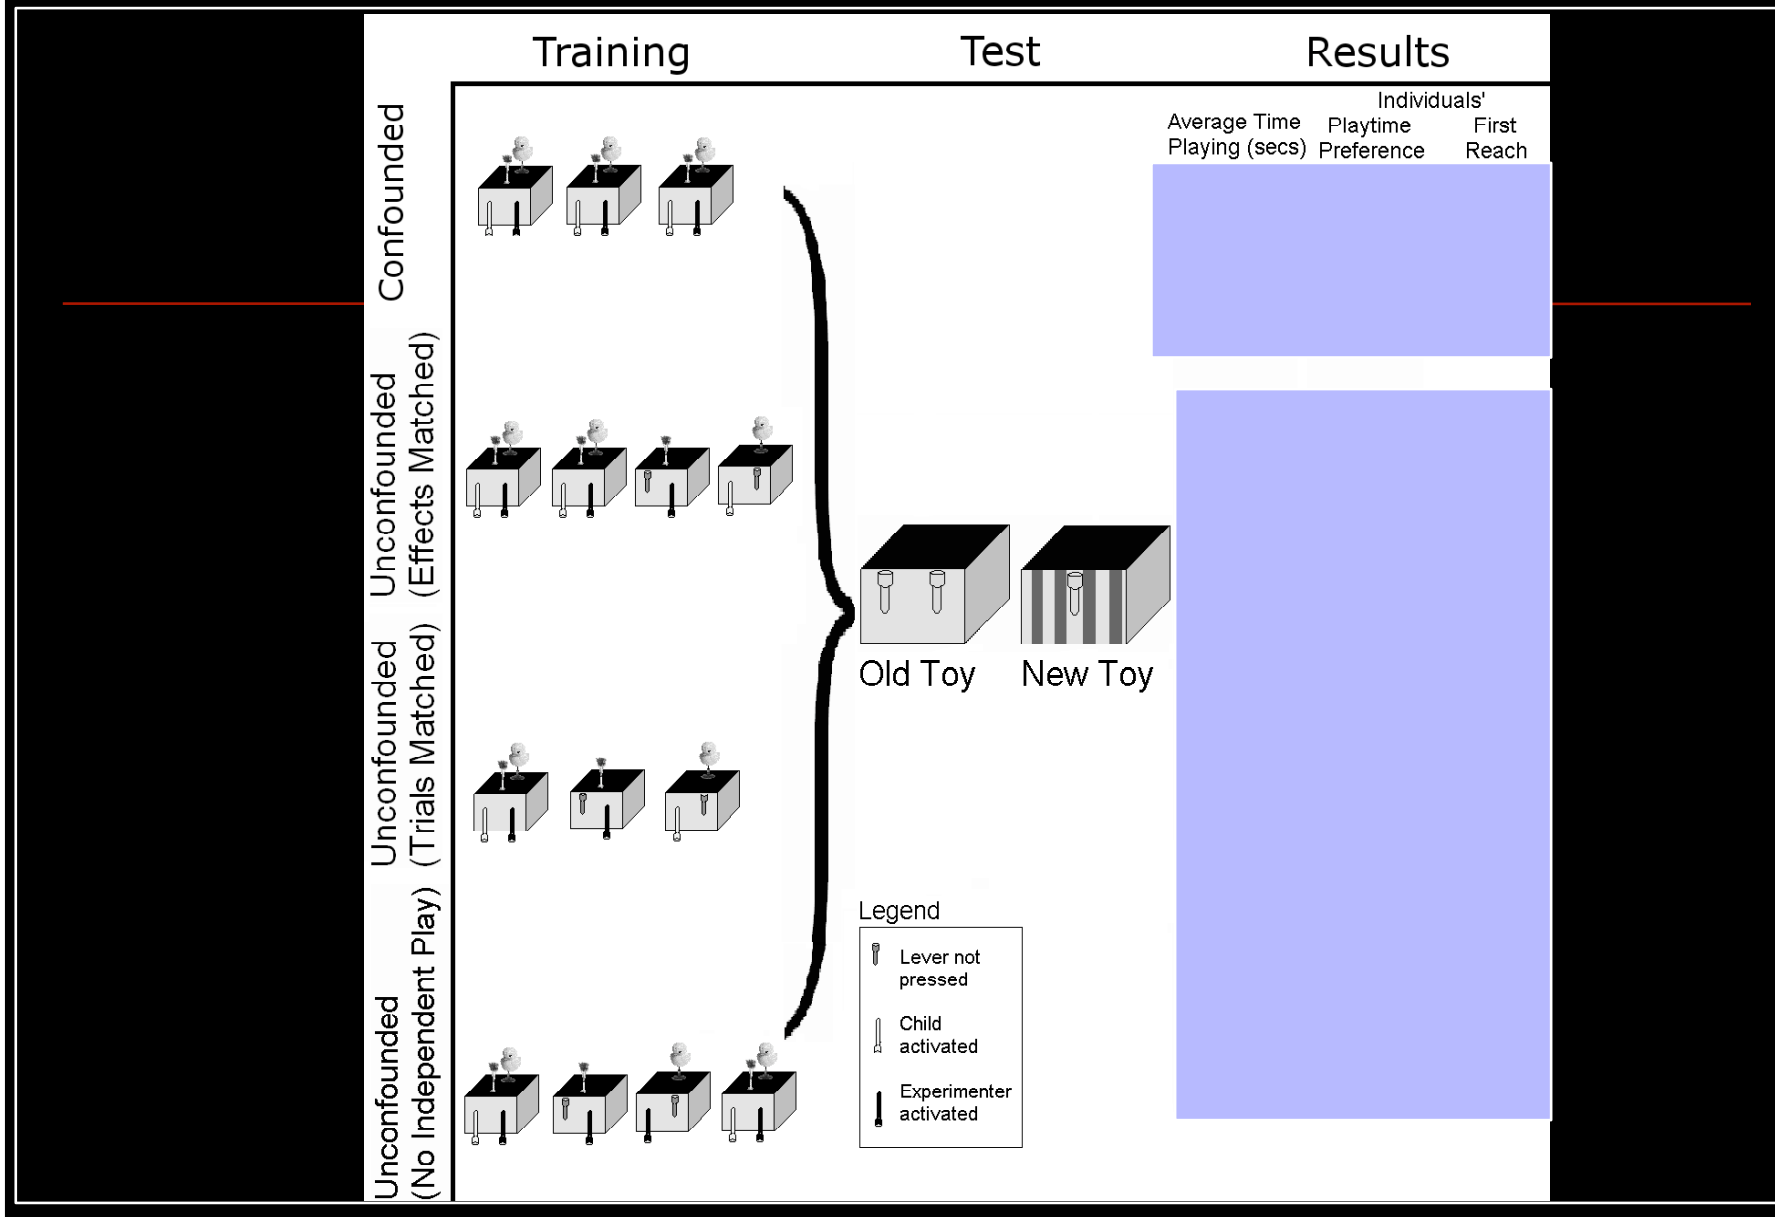 Training
Test
Results
Individuals'
Average Time
Playing (secs)
Playtime
Preference
First
Reach
Confounded
Unconfounded
(Effects Matched)
Unconfounded
(Trials Matched)
Unconfounded
(No Independent Play)
Old Toy
New Toy
Legend
Lever not
pressed
Child
activated
Experimenter
activated